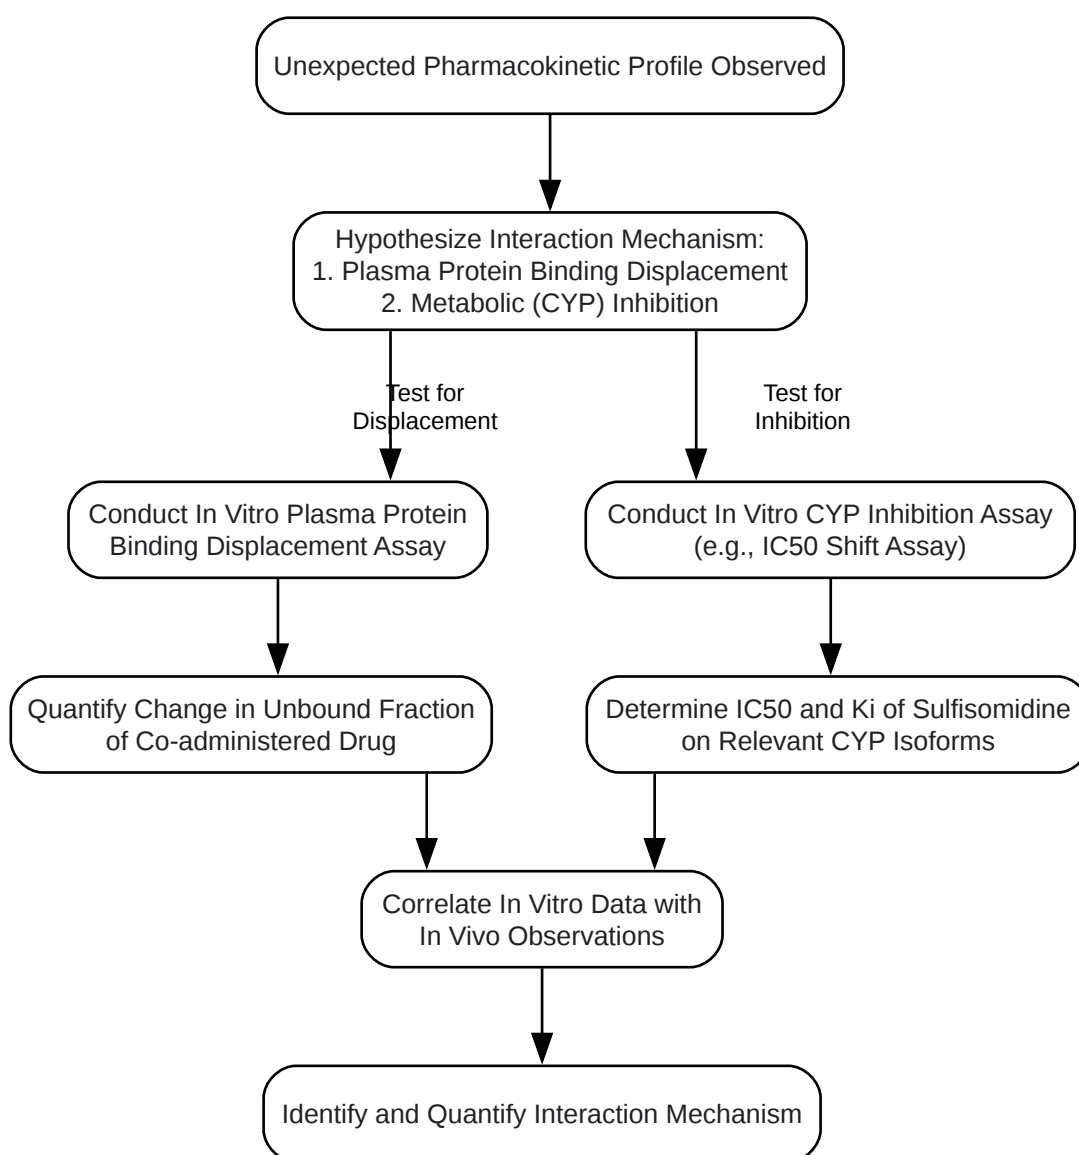 Unexpected Pharmacokinetic Profile Observed
Hypothesize Interaction Mechanism:
1. Plasma Protein Binding Displacement
2. Metabolic (CYP) Inhibition
Test for
Displacement
Test for
Inhibition
Conduct In Vitro Plasma Protein
Binding Displacement Assay
Conduct In Vitro CYP Inhibition Assay
(e.g., IC50 Shift Assay)
Quantify Change in Unbound Fraction
of Co-administered Drug
Determine IC50 and Ki of Sulfisomidine
on Relevant CYP Isoforms
Correlate In Vitro Data with
In Vivo Observations
Identify and Quantify Interaction Mechanism